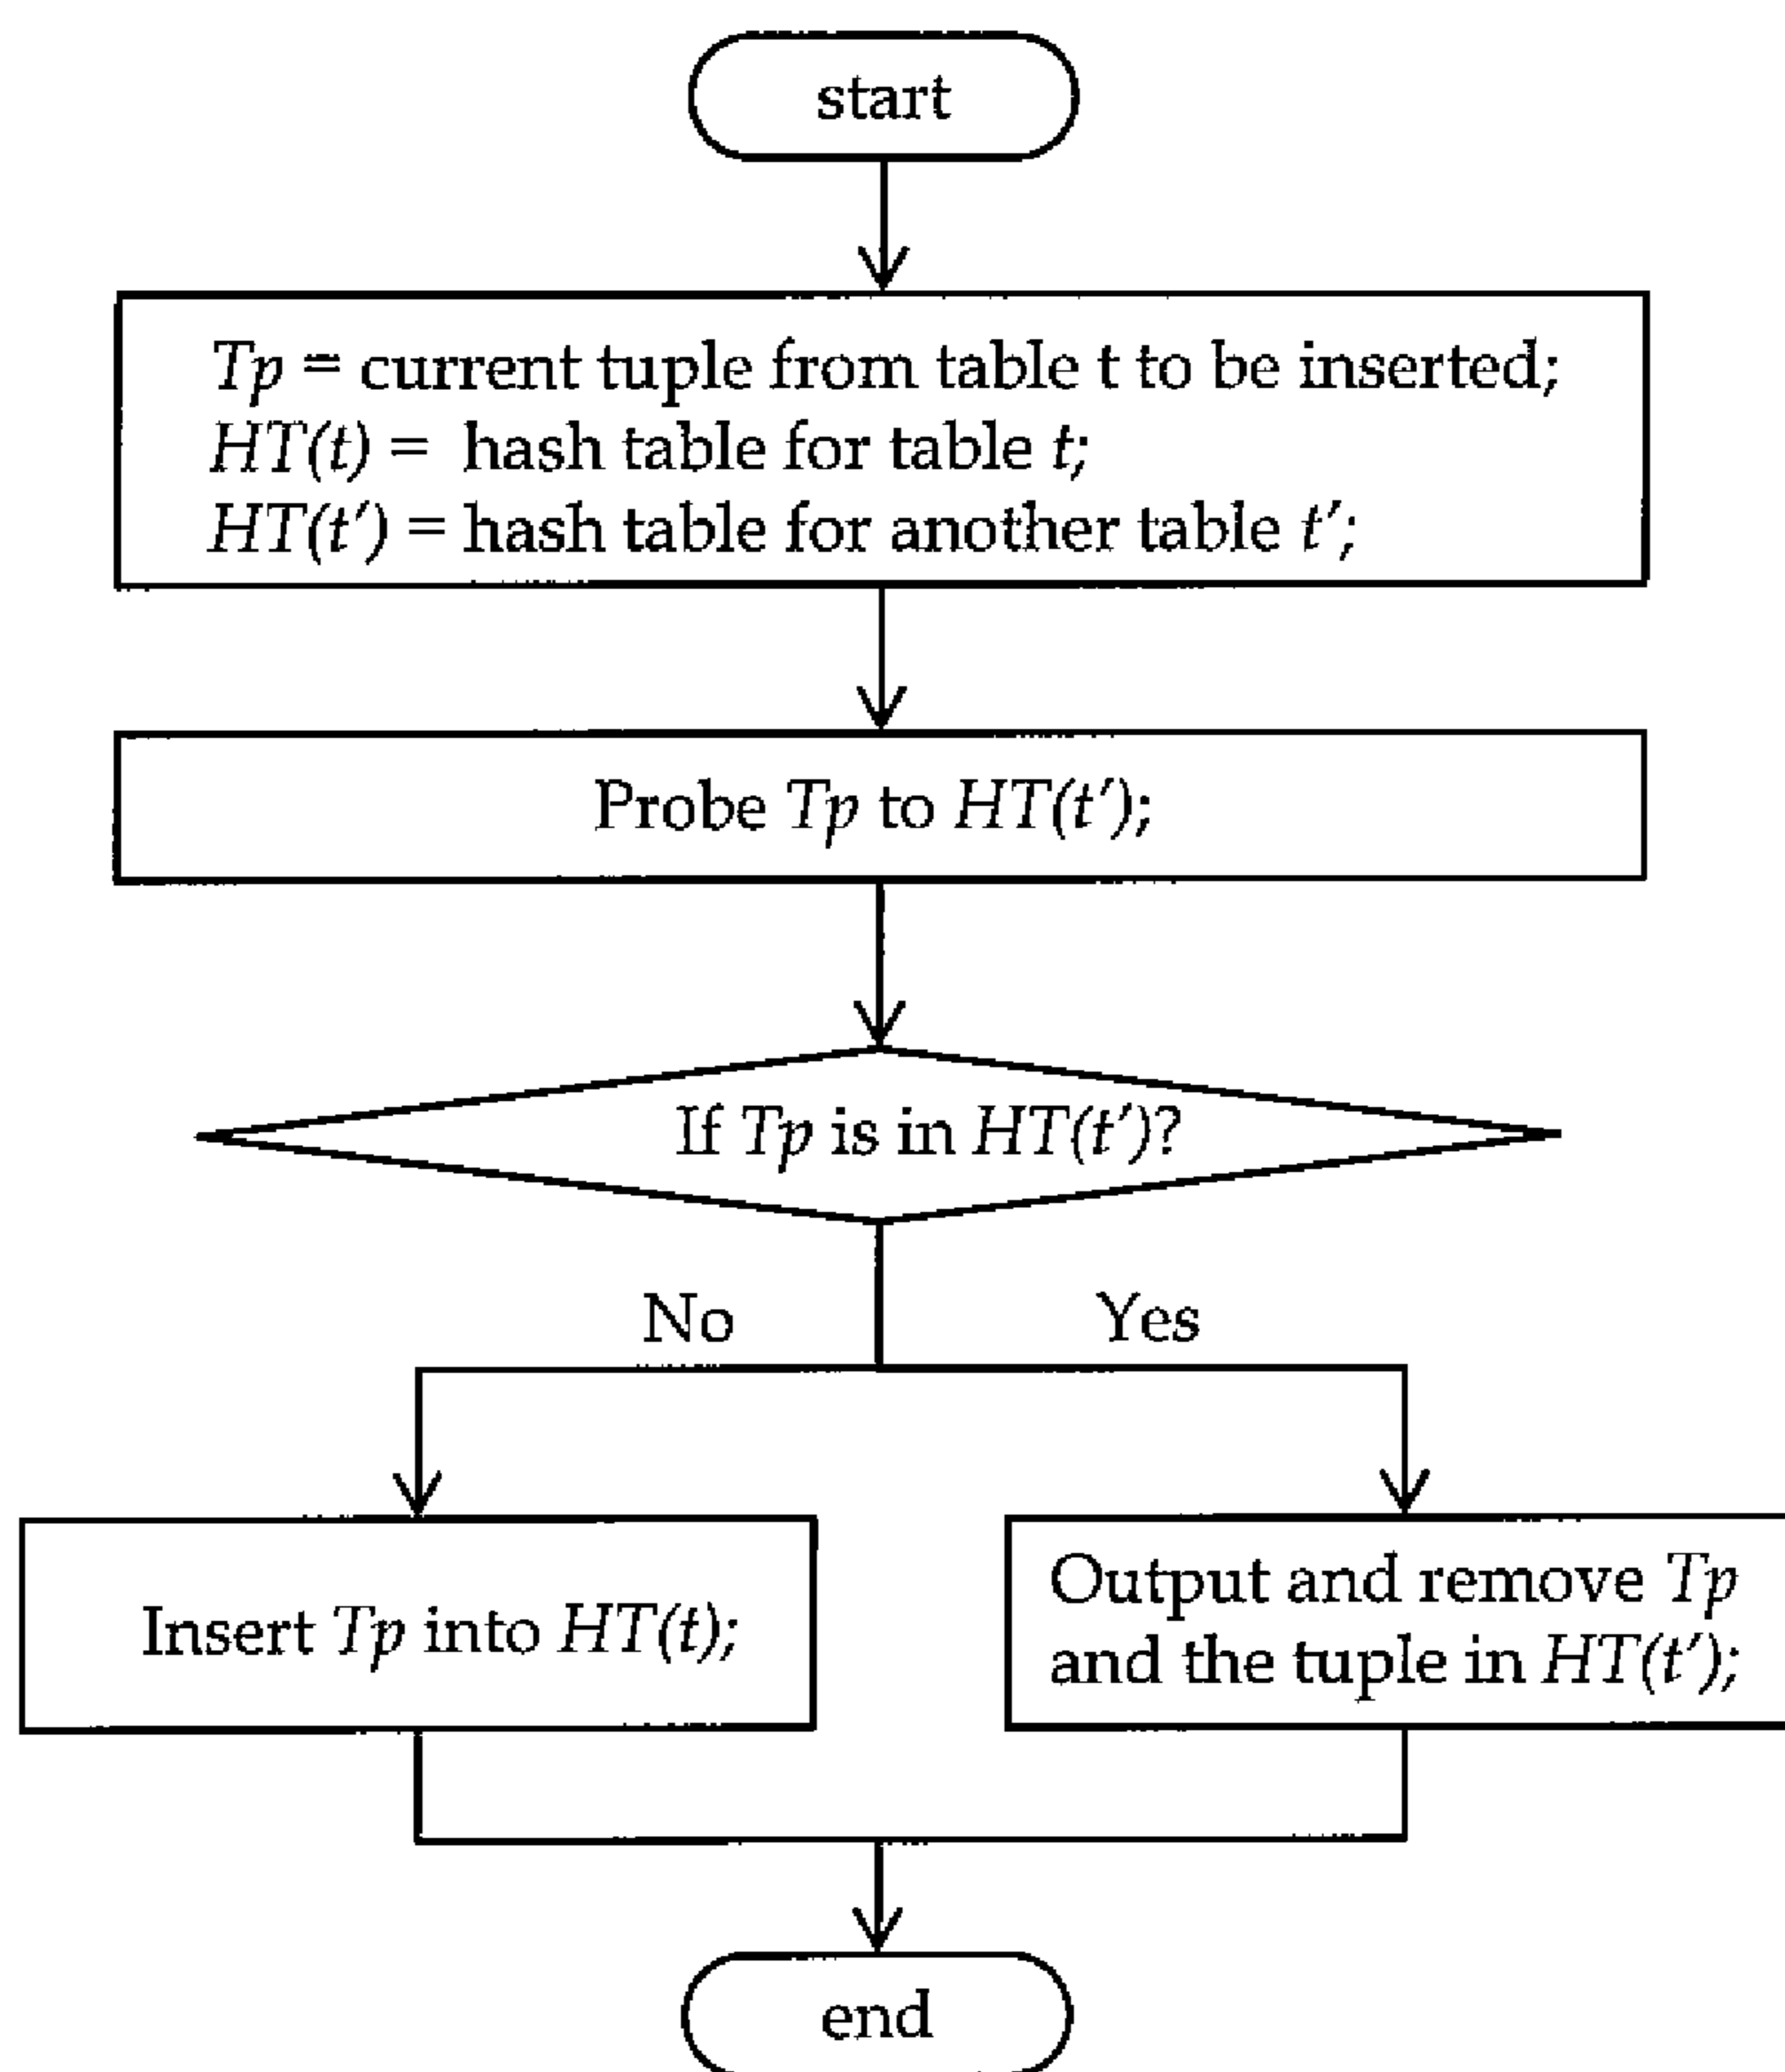 start
Tp = current tuple from table t to be inserted;
HT(t) = hash table for table t;
HT(t') = hash table for another table t';
Probe Tp to HT(t');
If Tp is in HT(t')?
No Yes
Insert Tp into HT(t);
Output and remove Tp
and the tuple in HT(t');
end